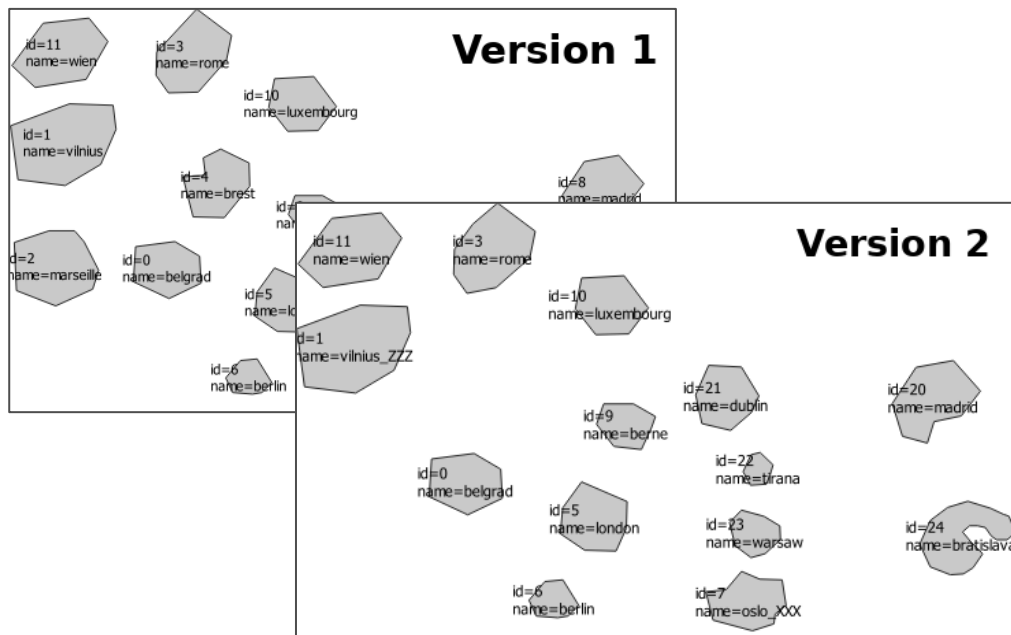 Version 1
id=11
name=wien
id=3
name=rome
id=10
name=luxembourg
id=1
name=vilnius
id=4
name=brest
id=8
name=madrid
id=
d=2
name=marseille
id=0
name=belgrad
id=5
id=6
name=berlin
Version 2
id=11
name=wien
id=3
name=rome
id=10
name=luxembourg
d=1
name=vilnius_ZZZ
id=21
name=dublin
id=20
name=madrid
id=9
name=berne
id=22
name=tirana
id=0
name=belgrad
id=5
name=london
id=23
name=warsaw
id=24
name=bratislava
id=6
name=berlin
id=7
name=oslo_XXX